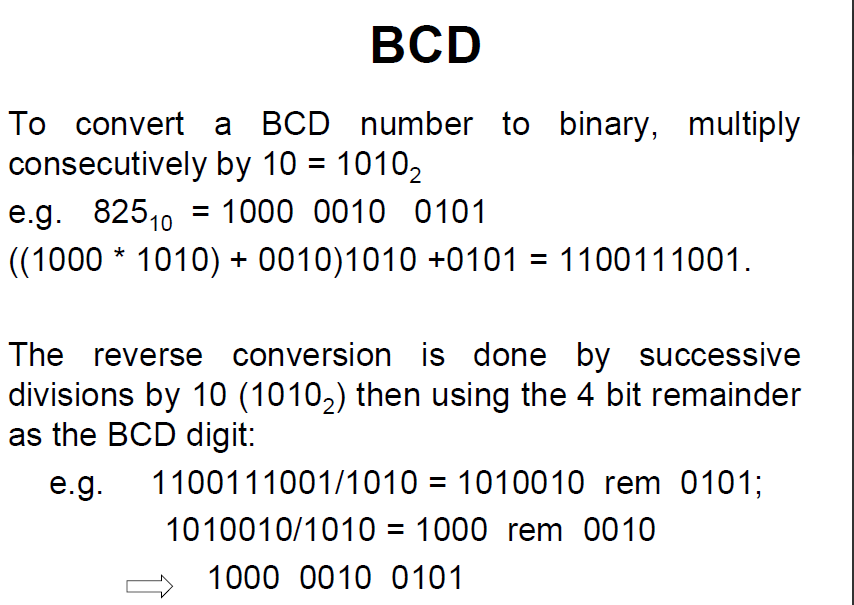 BCD
To convert a BCD number to binary, multiply
consecutively by 10 = 1010₂
e.g. 825₁₀ = 1000 0010 0101
((1000 * 1010) + 0010)1010 +0101 = 1100111001.
The reverse conversion is done by successive
divisions by 10 (1010₂) then using the 4 bit remainder
as the BCD digit:
e.g. 1100111001/1010 = 1010010 rem 0101;
1010010/1010 = 1000 rem 0010
1000 0010 0101